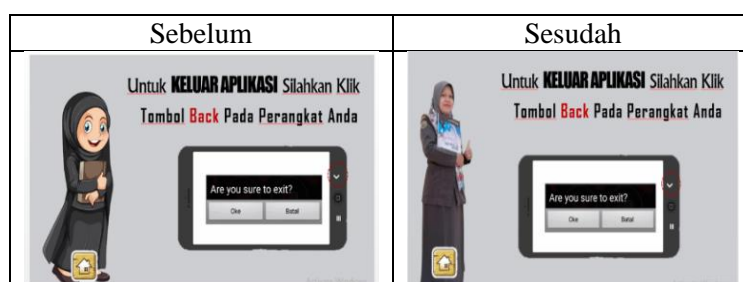 Sebelum
Sesudah
Untuk KELUAR APLIKASI Silahkan Klik
Tombol Back Pada Perangkat Anda
Are you sure to exit?
Oke
Batal
Untuk KELUAR APLIKASI Silahkan Klik
Tombol Back Pada Perangkat Anda
Are you sure to exit?
Oke
Batal